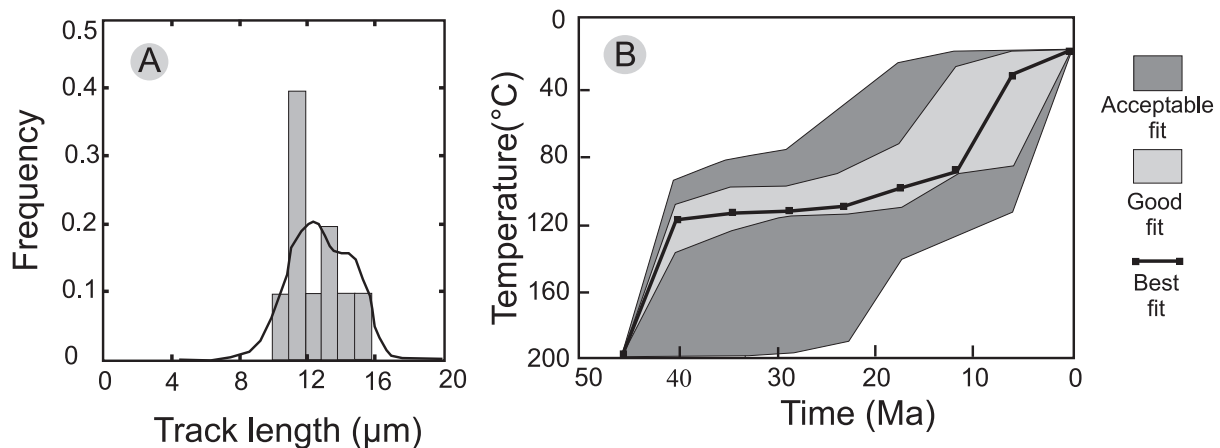 A
Frequency
0.5
0.4
0.3
0.2
0.1
0
0
4
8
12
16
20
Track length (µm)
B
Temperature(°C)
0
40
80
120
160
200
50
40
30
20
10
0
Time (Ma)
Acceptable
fit
Good
fit
Best
fit